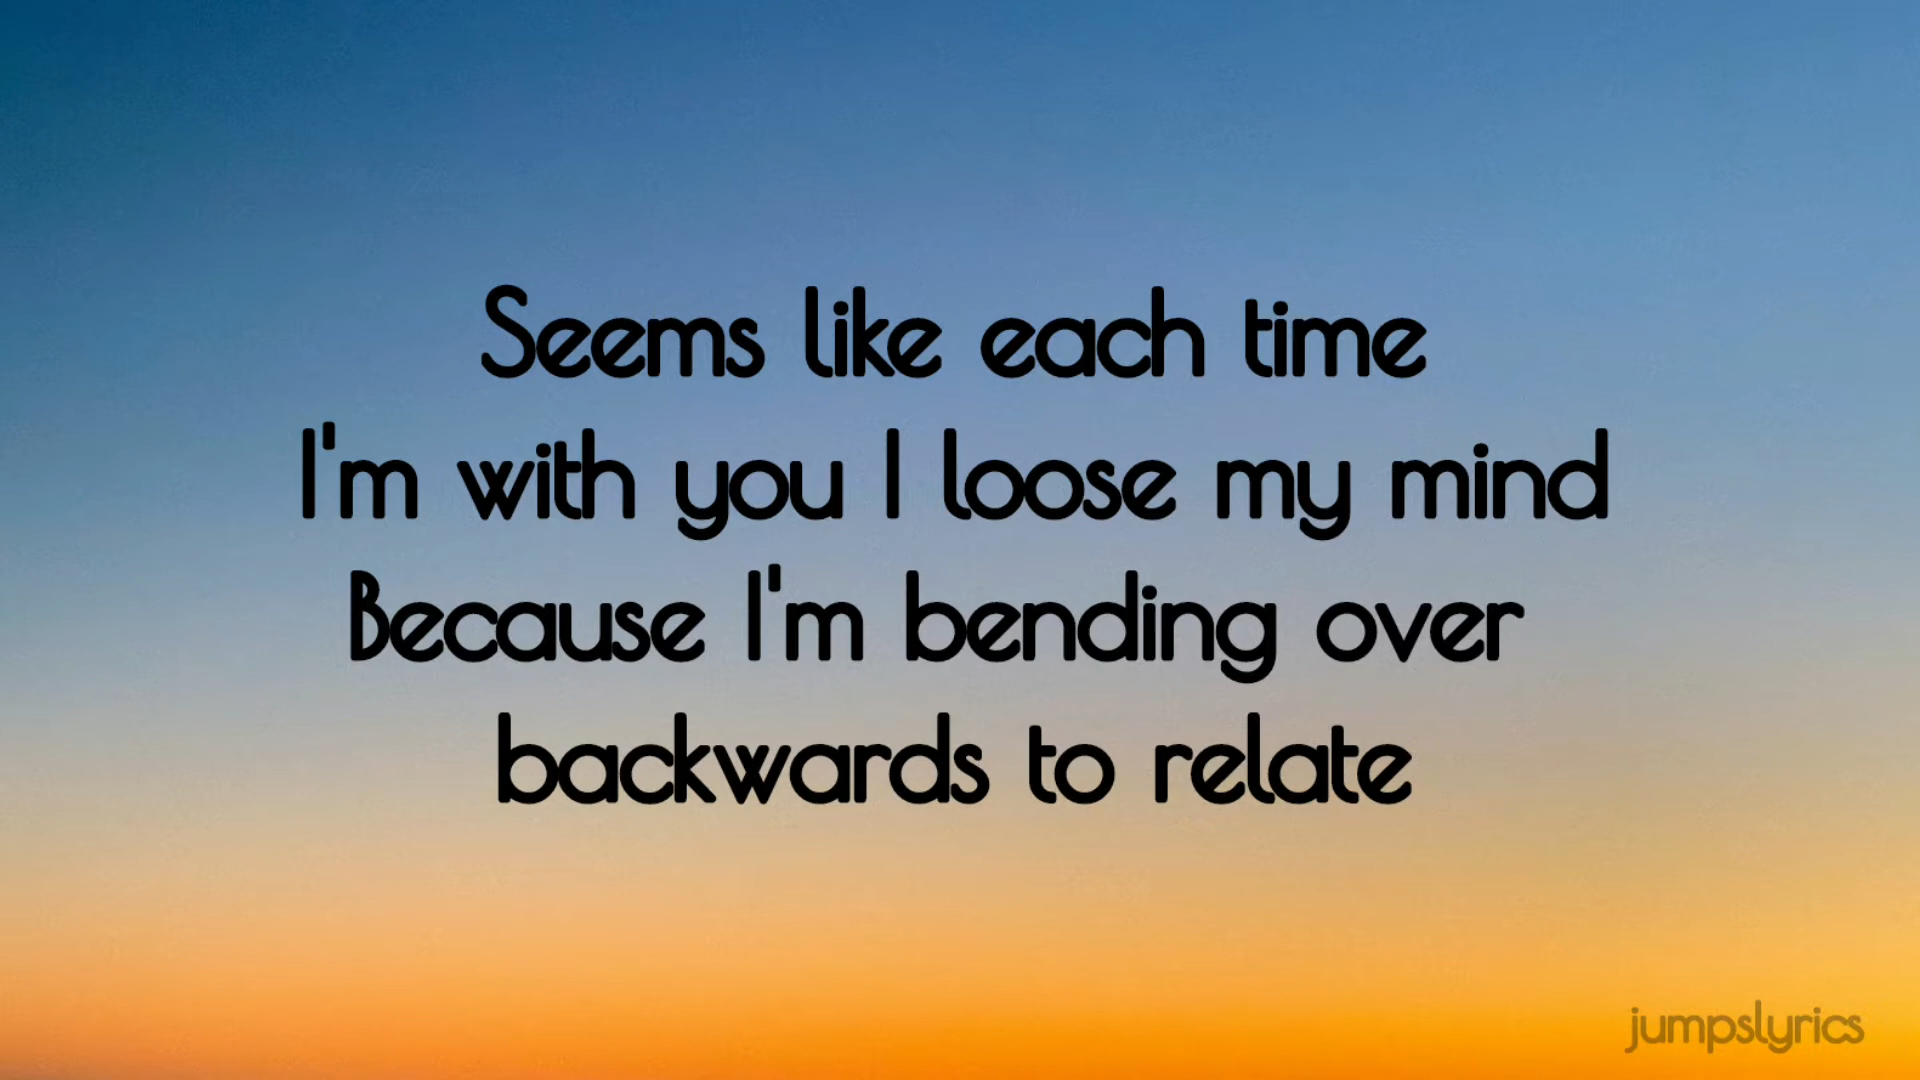 Seems like each time
I'm with you I loose my mind
Because I'm bending over
backwards to relate
jumpslyrics